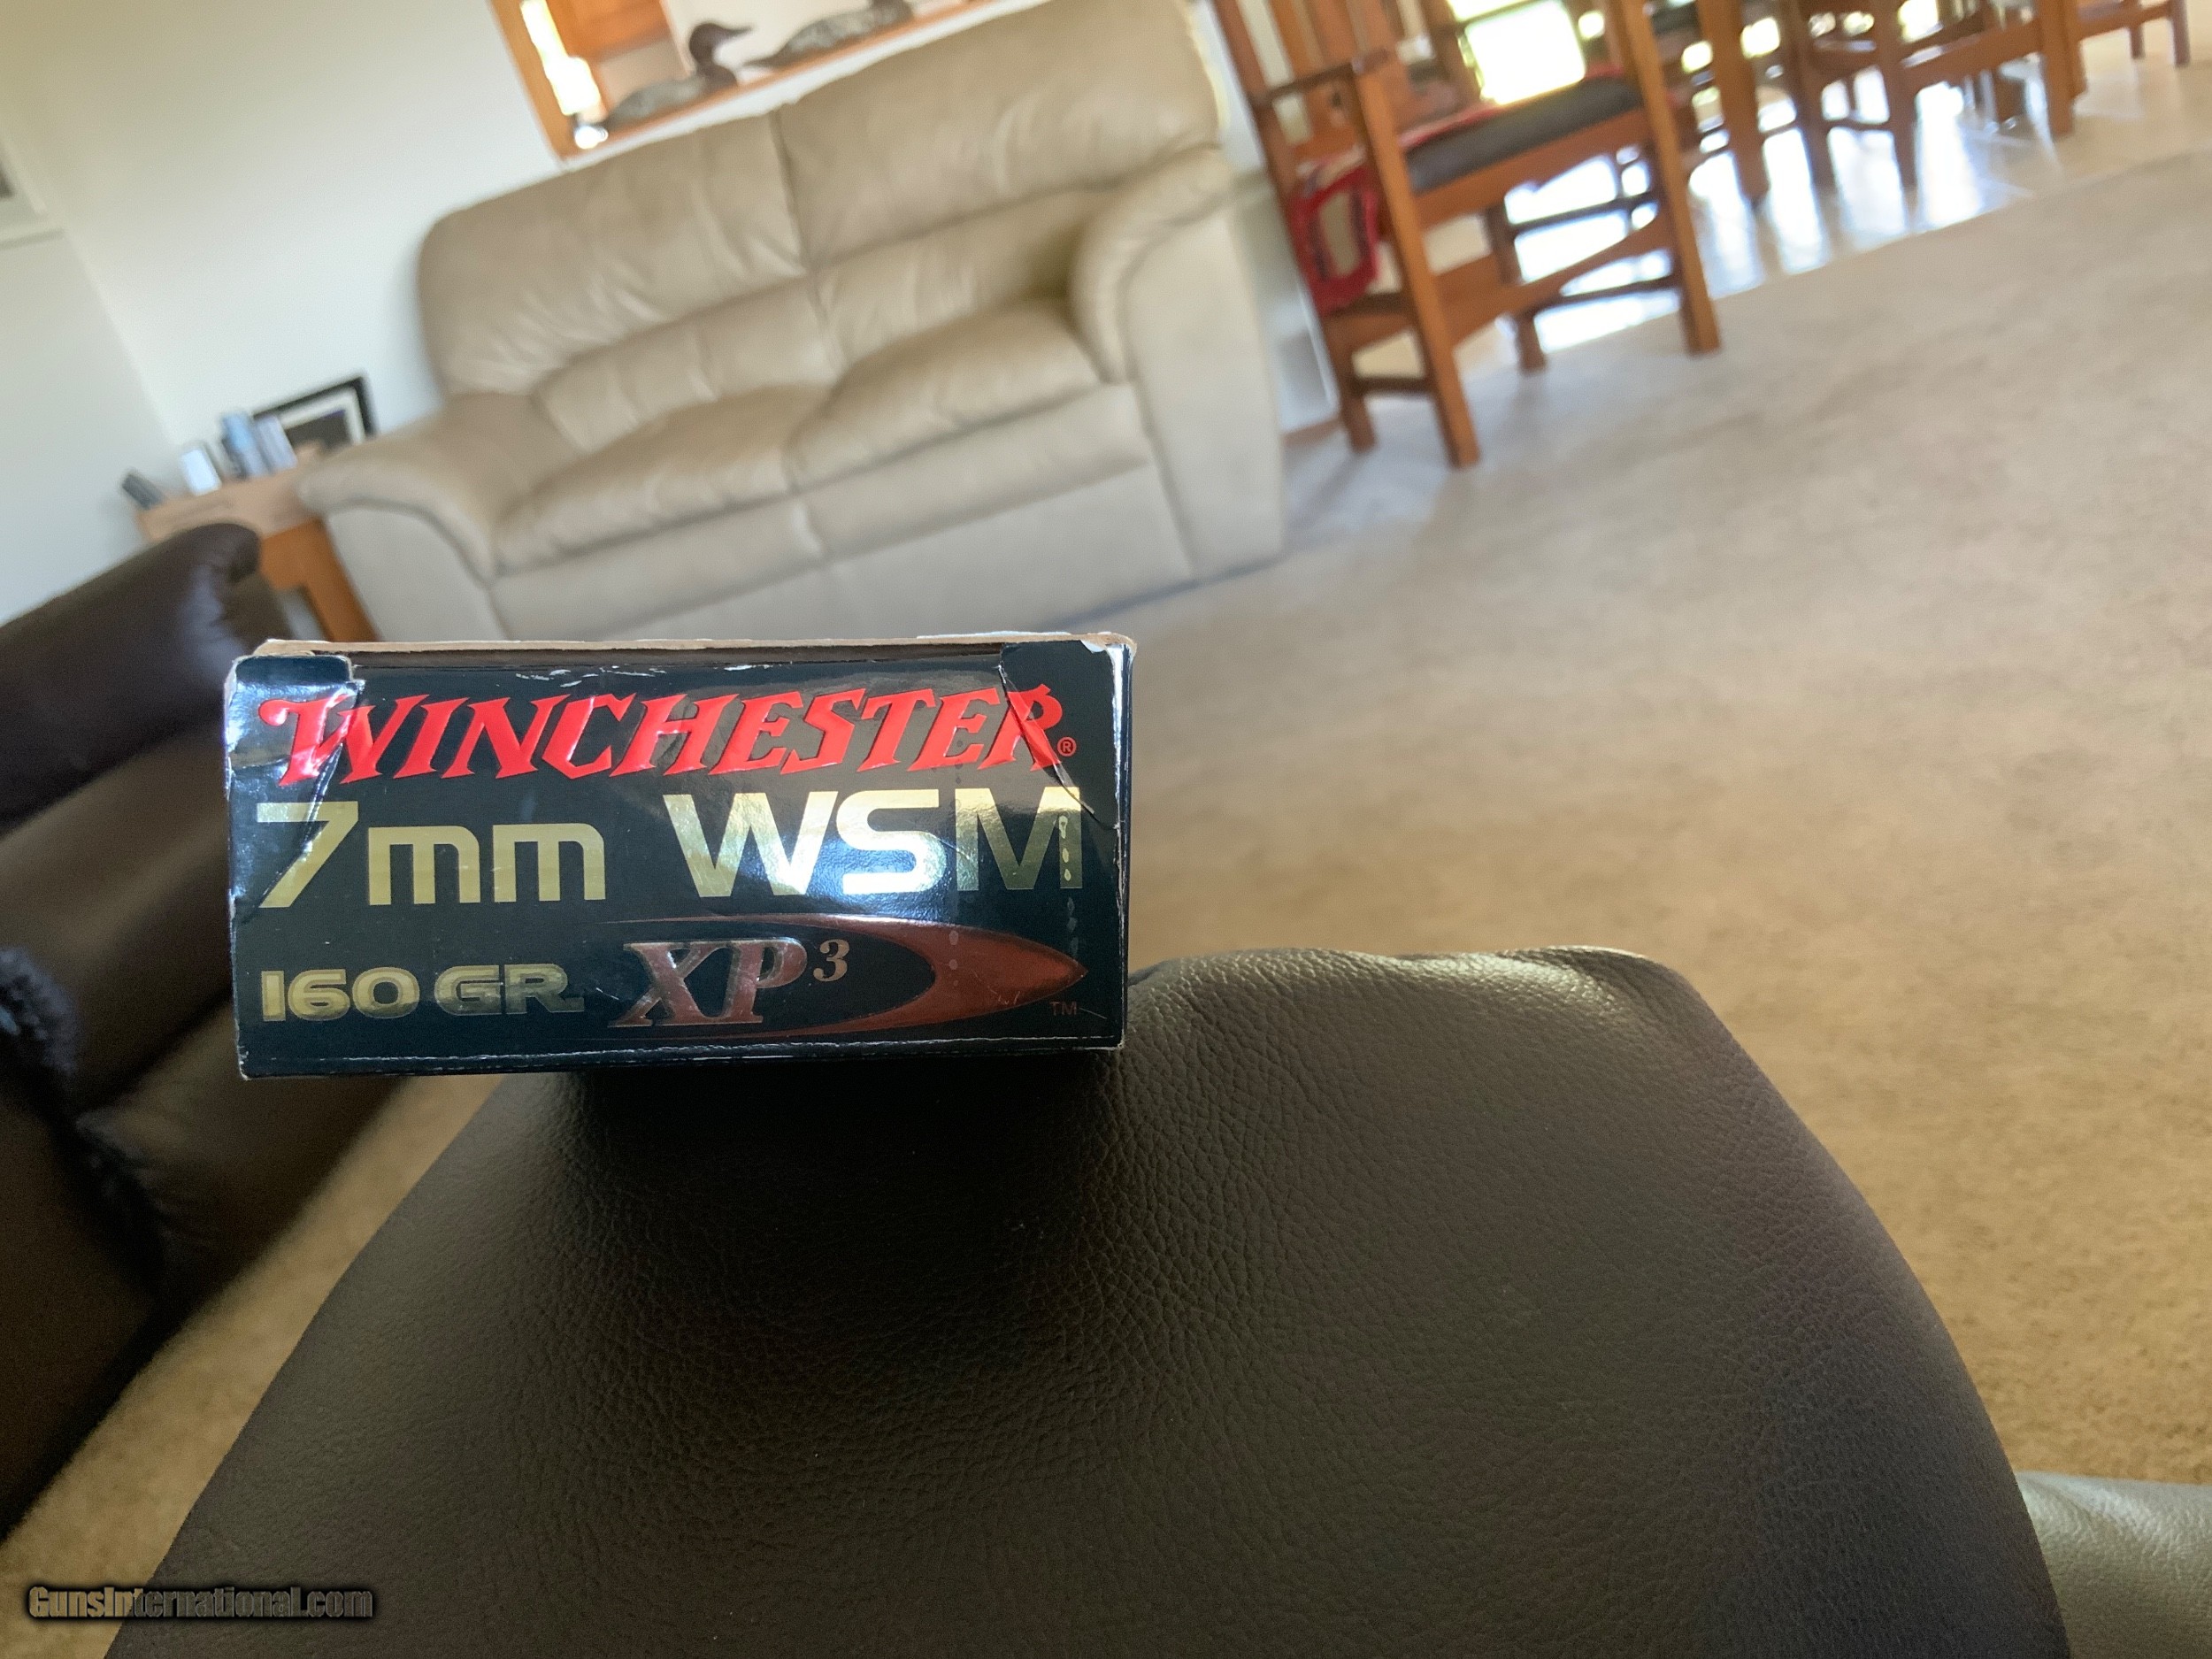 WINCHESTER®
7mm WSM
160 GR. XP³ TM
GunsInternational.com